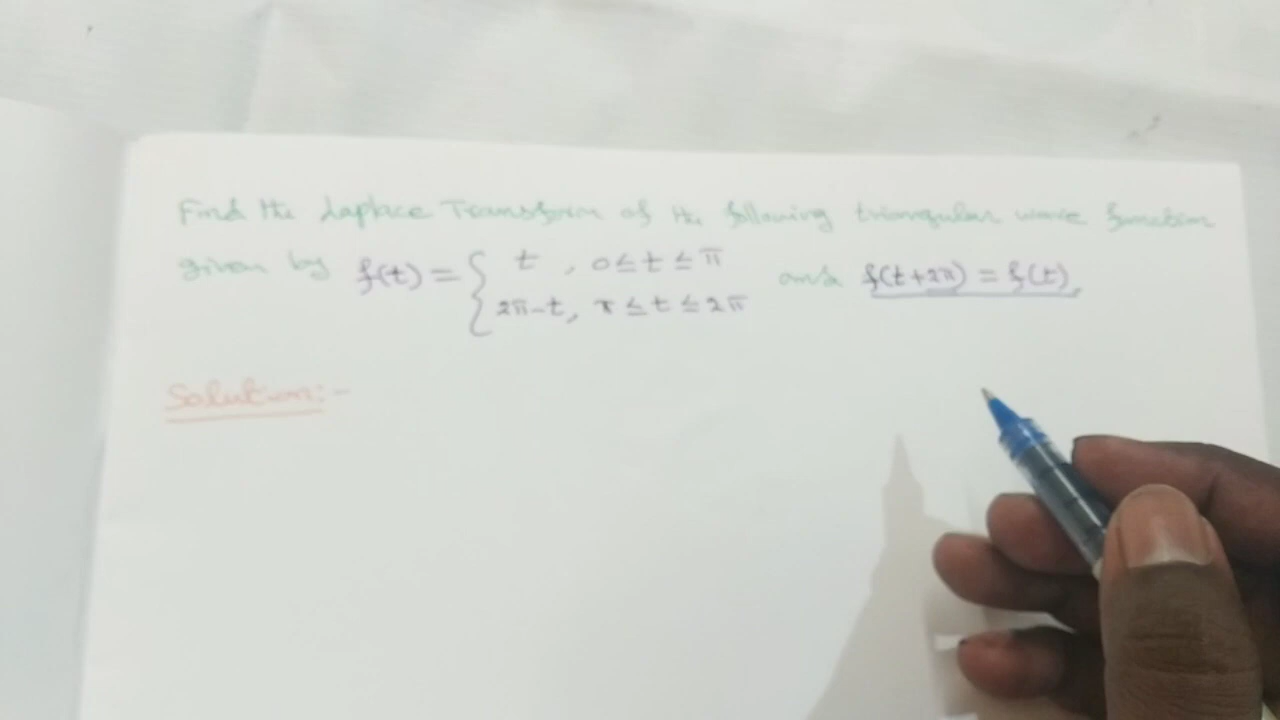 Find the Laplace Transform of the following triangular wave function
given by f(t) = { t , 0 ≤ t ≤ π and f(t+2π) = f(t),
2π-t, π ≤ t ≤ 2π
Solution:-